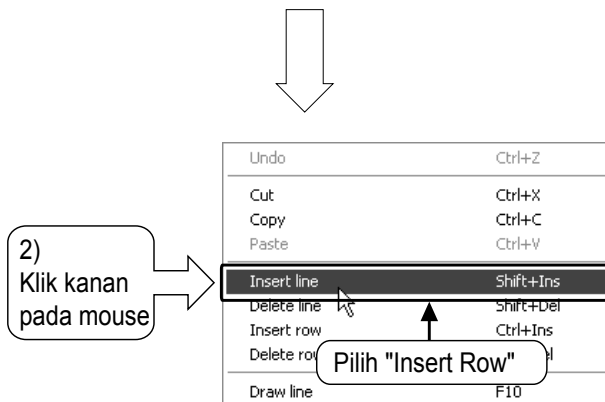 Undo Ctrl+Z
Cut Ctrl+X
Copy Ctrl+C
Paste Ctrl+V
2)
Klik kanan
pada mouse
Insert line Shift+Ins
Delete line Shift+Del
Insert row Ctrl+Ins
Delete
Pilih "Insert Row"
Draw line F10